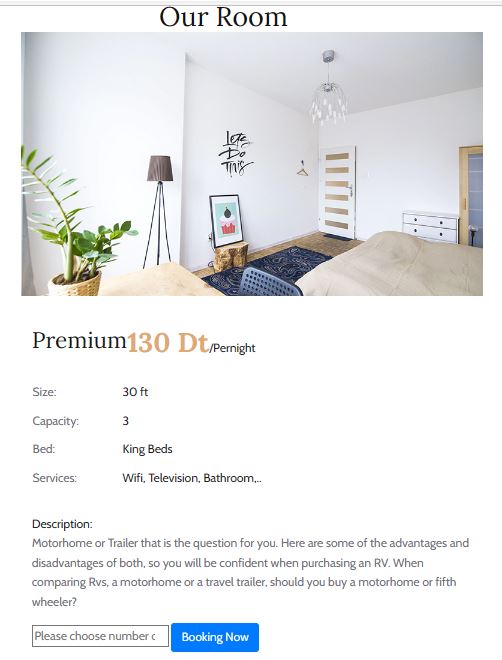 Our Room
Let's
Do
This
Premium130 Dt/Pernight
Size: 30 ft
Capacity: 3
Bed: King Beds
Services: Wifi, Television, Bathroom,..
Description:
Motorhome or Trailer that is the question for you. Here are some of the advantages and
disadvantages of both, so you will be confident when purchasing an RV. When
comparing Rvs, a motorhome or a travel trailer, should you buy a motorhome or fifth
wheeler?
Please choose number c Booking Now